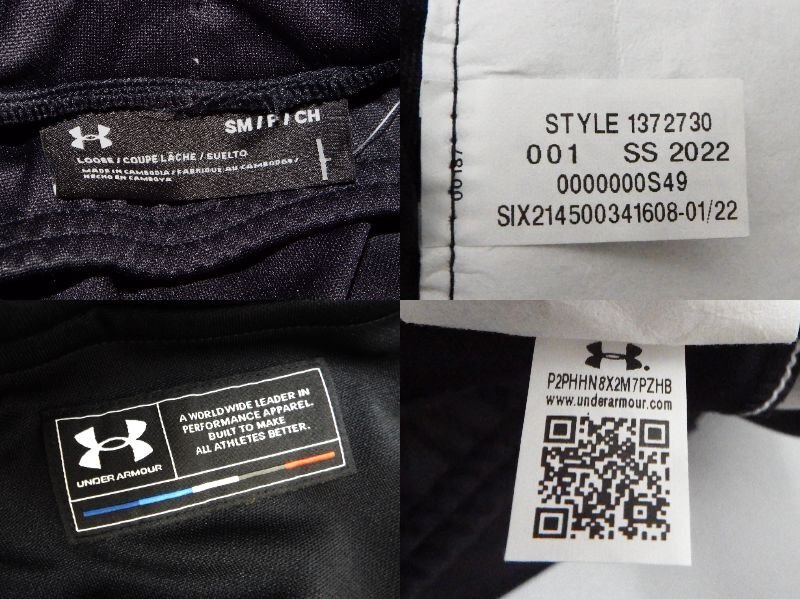 SM / P / CH
LOOSE / COUPE LÂCHE / SUELTO
MADE IN CAMBODIA / FABRIQUÉ AU CAMBODGE /
HECHO EN CAMBOYA
STYLE 1372730
001 SS 2022
0000000S49
SIX214500341608-01/22
00187
A WORLDWIDE LEADER IN
PERFORMANCE APPAREL.
BUILT TO MAKE
ALL ATHLETES BETTER.
UNDER ARMOUR
P2PHHN8X2M7PZHB
www.underarmour.com